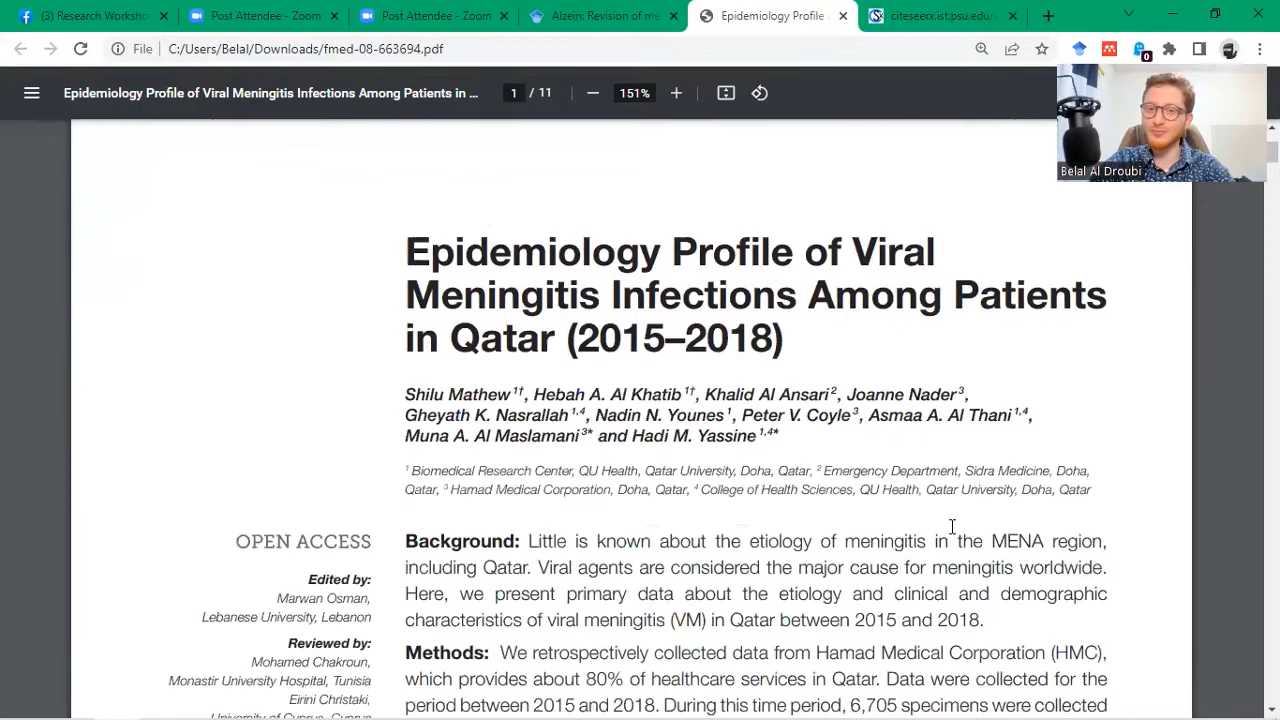 (3) Research Worksho
Post Attendee - Zoom
Post Attendee - Zoom
Alzein: Revision of me
Epidemiology Profile
citeseerx.ist.psu.edu/
File
C:/Users/Belal/Downloads/fmed-08-663694.pdf
0
Epidemiology Profile of Viral Meningitis Infections Among Patients in ...
1 / 11
151%
Belal Al Droubi
Epidemiology Profile of Viral
Meningitis Infections Among Patients
in Qatar (2015–2018)
Shilu Mathew 1†, Hebah A. Al Khatib 1†, Khalid Al Ansari 2, Joanne Nader 3,
Gheyath K. Nasrallah 1,4, Nadin N. Younes 1, Peter V. Coyle 3, Asmaa A. Al Thani 1,4,
Muna A. Al Maslamani 3* and Hadi M. Yassine 1,4*
1 Biomedical Research Center, QU Health, Qatar University, Doha, Qatar, 2 Emergency Department, Sidra Medicine, Doha,
Qatar, 3 Hamad Medical Corporation, Doha, Qatar, 4 College of Health Sciences, QU Health, Qatar University, Doha, Qatar
OPEN ACCESS
Edited by:
Marwan Osman,
Lebanese University, Lebanon
Reviewed by:
Mohamed Chakroun,
Monastir University Hospital, Tunisia
Eirini Christaki,
University of Cyprus, Cyprus
Background: Little is known about the etiology of meningitis in the MENA region,
including Qatar. Viral agents are considered the major cause for meningitis worldwide.
Here, we present primary data about the etiology and clinical and demographic
characteristics of viral meningitis (VM) in Qatar between 2015 and 2018.
Methods: We retrospectively collected data from Hamad Medical Corporation (HMC),
which provides about 80% of healthcare services in Qatar. Data were collected for the
period between 2015 and 2018. During this time period, 6,705 specimens were collected